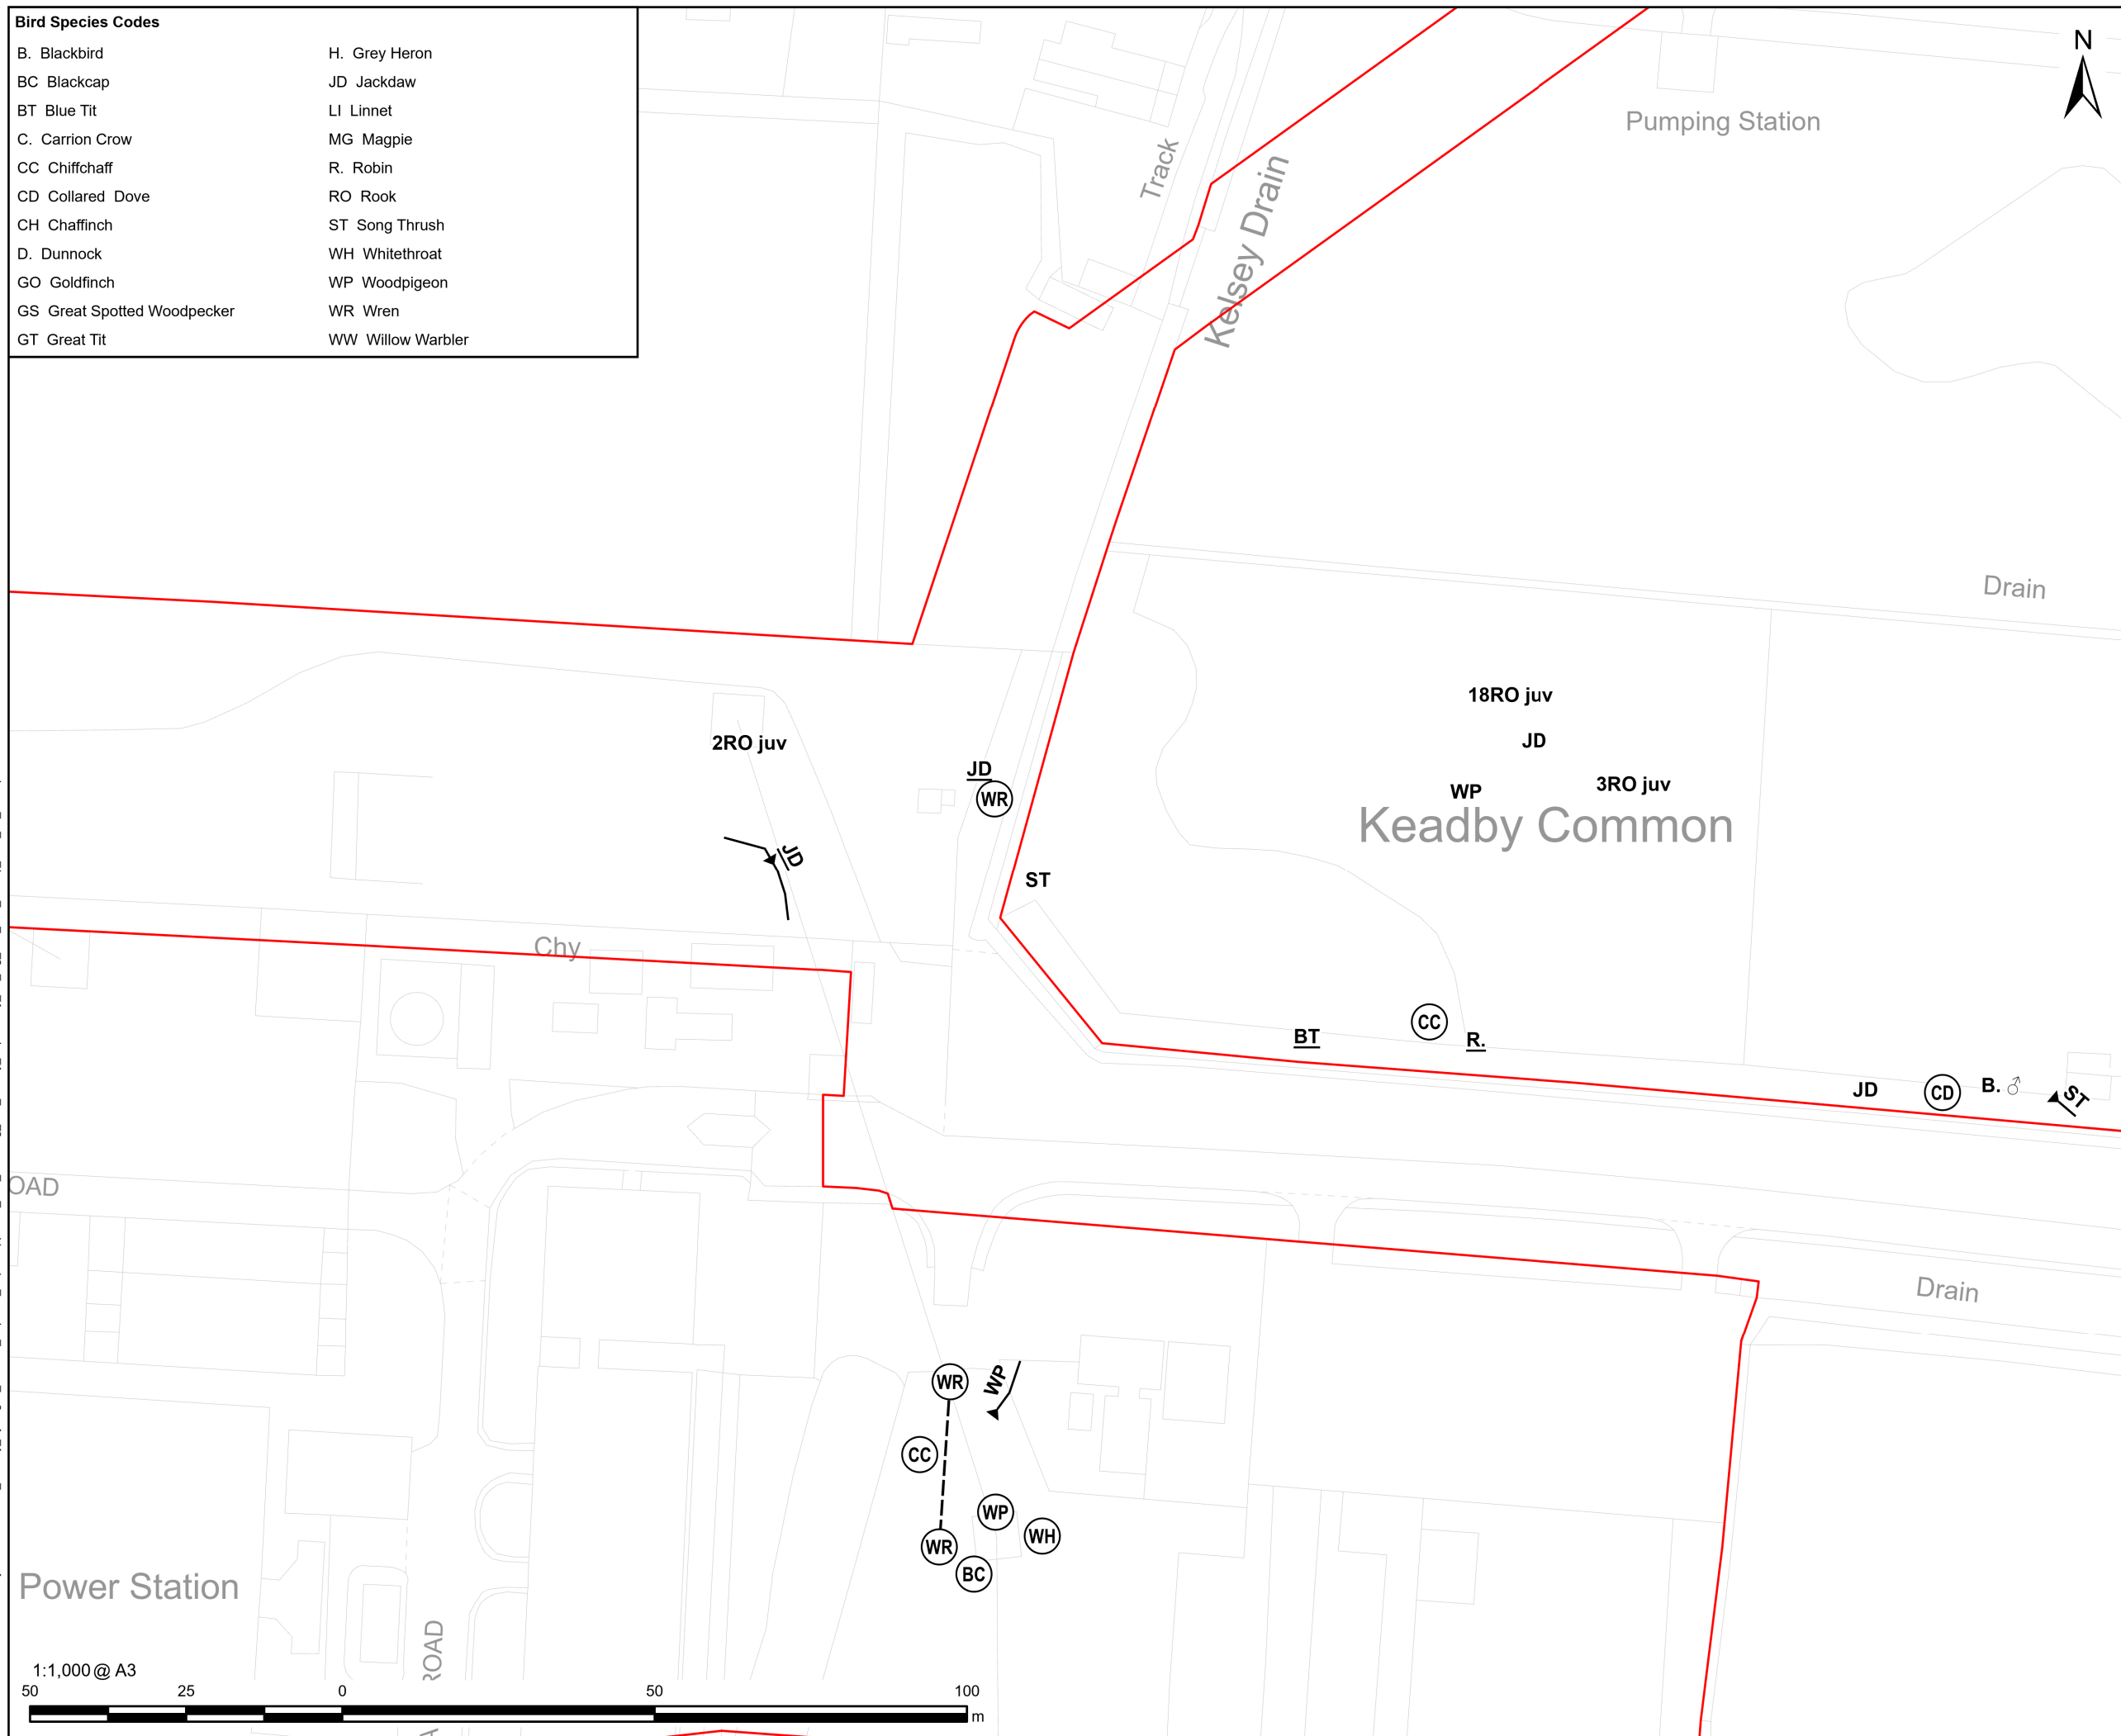 Bird Species Codes
B. Blackbird
BC Blackcap
BT Blue Tit
C. Carrion Crow
CC Chiffchaff
CD Collared Dove
CH Chaffinch
D. Dunnock
GO Goldfinch
GS Great Spotted Woodpecker
GT Great Tit
H. Grey Heron
JD Jackdaw
LI Linnet
MG Magpie
R. Robin
RO Rook
ST Song Thrush
WH Whitethroat
WP Woodpigeon
WR Wren
WW Willow Warbler
N
Pumping Station
Track
Kelsey Drain
Drain
18RO juv
2RO juv
JD
JD
WR
3RO juv
WP
Keadby Common
JD
ST
Chy
CC
BT
R.
JD
CD
B. ♂
ST
OAD
Drain
WR
WP
CC
WP
WH
WR
BC
Power Station
ROAD
1:1,000 @ A3
50 25 0 50 100
m